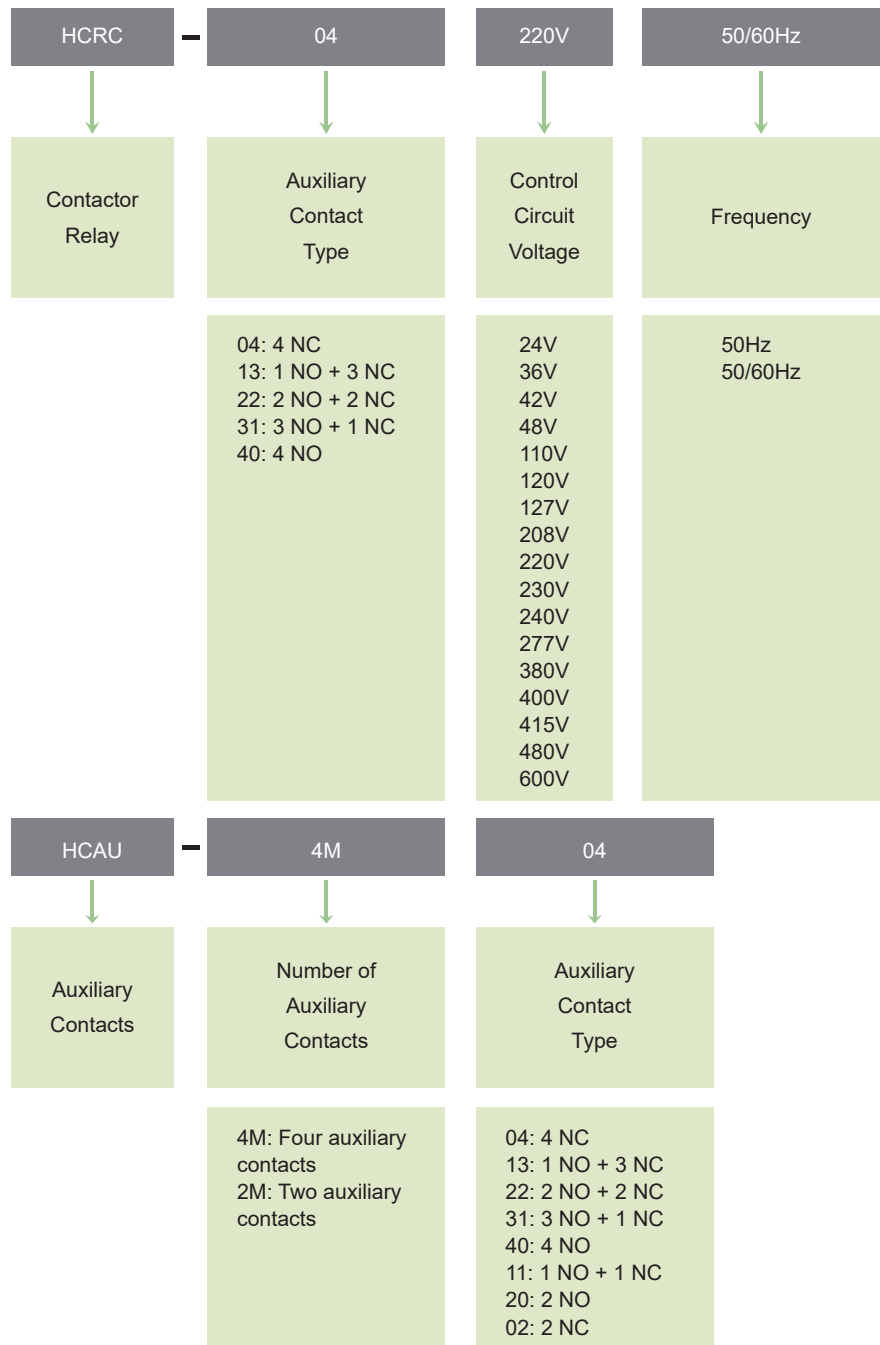 HCRC - 04 220V 50/60Hz
Contactor
Relay
Auxiliary
Contact
Type
Control
Circuit
Voltage
Frequency
04: 4 NC
13: 1 NO + 3 NC
22: 2 NO + 2 NC
31: 3 NO + 1 NC
40: 4 NO
24V
36V
42V
48V
110V
120V
127V
208V
220V
230V
240V
277V
380V
400V
415V
480V
600V
50Hz
50/60Hz
HCAU - 4M 04
Auxiliary
Contacts
Number of
Auxiliary
Contacts
Auxiliary
Contact
Type
4M: Four auxiliary
contacts
2M: Two auxiliary
contacts
04: 4 NC
13: 1 NO + 3 NC
22: 2 NO + 2 NC
31: 3 NO + 1 NC
40: 4 NO
11: 1 NO + 1 NC
20: 2 NO
02: 2 NC